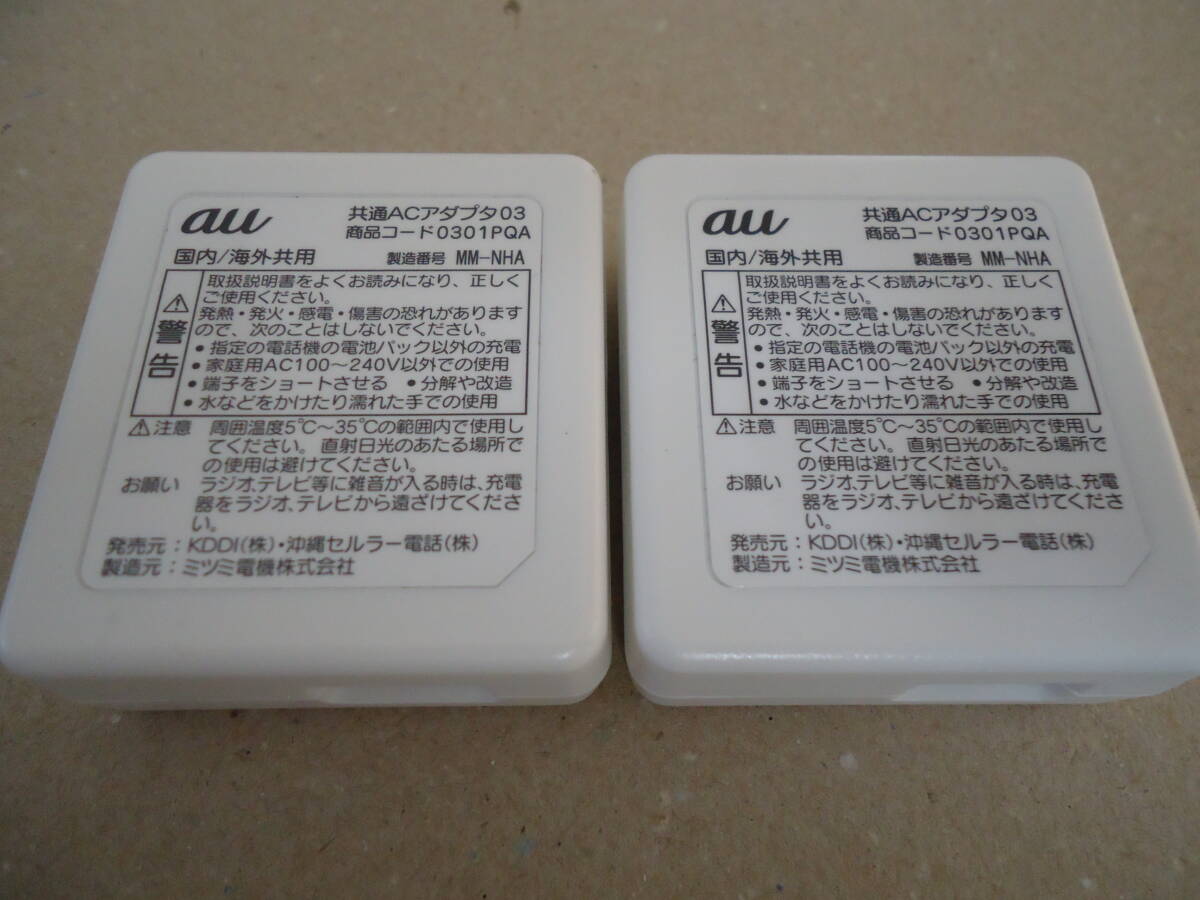 au
共通ACアダプタ03
商品コード0301PQA
国内/海外共用 製造番号 MM-NHA
⚠警告
取扱説明書をよくお読みになり、正しく
ご使用ください。
発熱・発火・感電・傷害の恐れがあります
ので、次のことはしないでください。
・指定の電話機の電池パック以外の充電
・家庭用AC100〜240V以外での使用
・端子をショートさせる ・分解や改造
・水などをかけたり濡れた手での使用
⚠注意 周囲温度5℃〜35℃の範囲内で使用し
てください。直射日光のあたる場所で
の使用は避けてください。
お願い ラジオ、テレビ等に雑音が入る時は、充電
器をラジオ、テレビから遠ざけてくださ
い。
発売元：KDDI(株)・沖縄セルラー電話(株)
製造元：ミツミ電機株式会社
au
共通ACアダプタ03
商品コード0301PQA
国内/海外共用 製造番号 MM-NHA
⚠警告
取扱説明書をよくお読みになり、正しく
ご使用ください。
発熱・発火・感電・傷害の恐れがあります
ので、次のことはしないでください。
・指定の電話機の電池パック以外の充電
・家庭用AC100〜240V以外での使用
・端子をショートさせる ・分解や改造
・水などをかけたり濡れた手での使用
⚠注意 周囲温度5℃〜35℃の範囲内で使用し
てください。直射日光のあたる場所で
の使用は避けてください。
お願い ラジオ、テレビ等に雑音が入る時は、充電
器をラジオ、テレビから遠ざけてくださ
い。
発売元：KDDI(株)・沖縄セルラー電話(株)
製造元：ミツミ電機株式会社